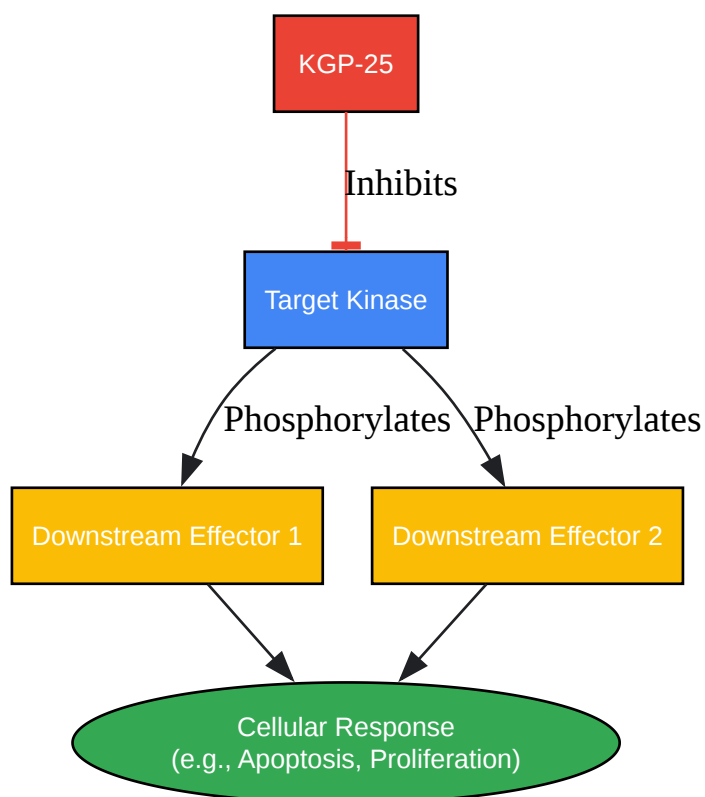 KGP-25
Inhibits
Target Kinase
Phosphorylates
Phosphorylates
Downstream Effector 1
Downstream Effector 2
Cellular Response
(e.g., Apoptosis, Proliferation)